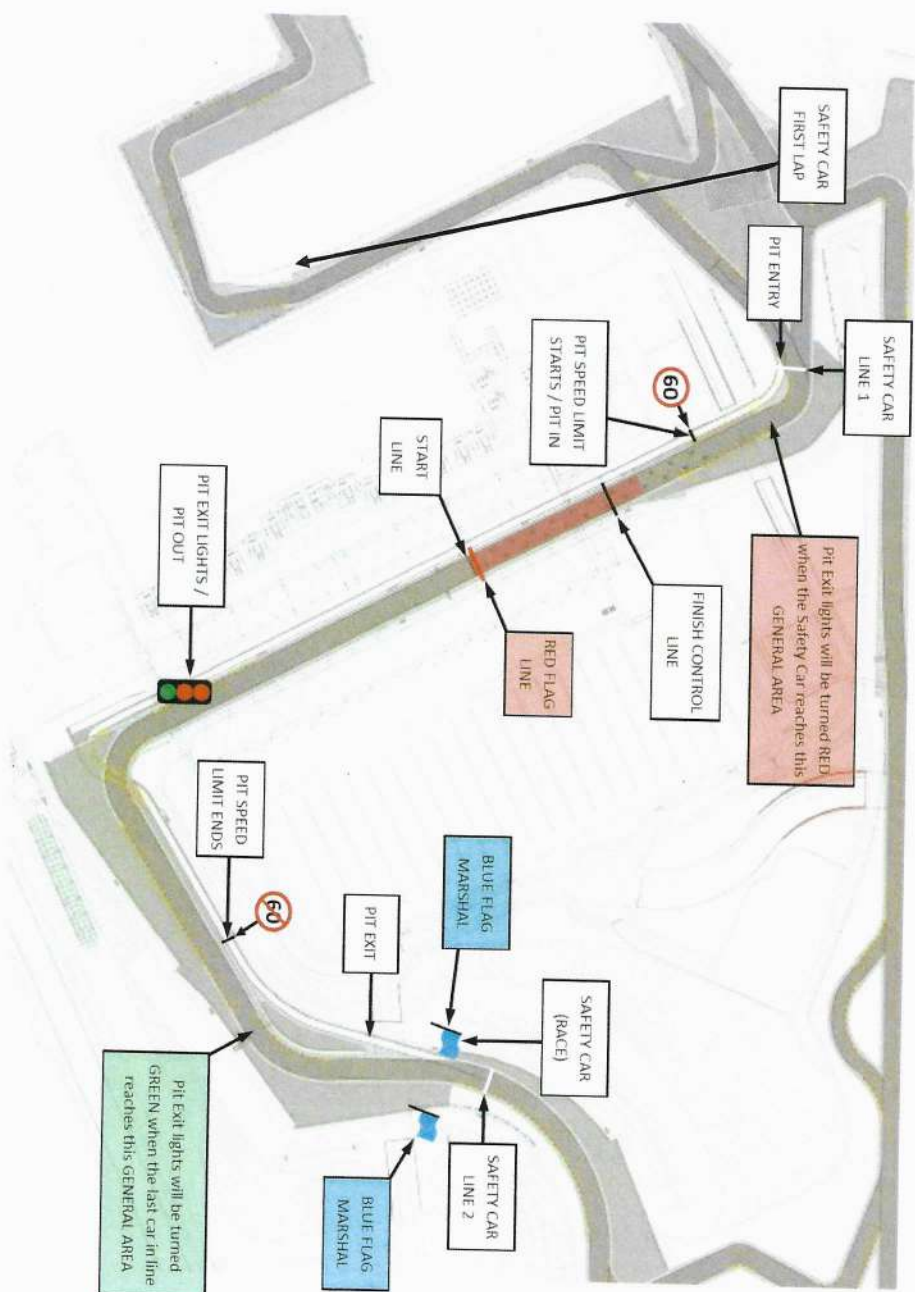 SAFETY CAR
FIRST LAP
PIT ENTRY
SAFETY CAR
LINE 1
PIT SPEED LIMIT
STARTS / PIT IN
60
Pit Exit lights will be turned RED
when the Safety Car reaches this
GENERAL AREA
START
LINE
FINISH CONTROL
LINE
RED FLAG
LINE
PIT EXIT LIGHTS /
PIT OUT
PIT SPEED
LIMIT ENDS
60
PIT EXIT
BLUE FLAG
MARSHAL
SAFETY CAR
(RACE)
SAFETY CAR
LINE 2
BLUE FLAG
MARSHAL
Pit Exit lights will be turned
GREEN when the last car in line
reaches this GENERAL AREA